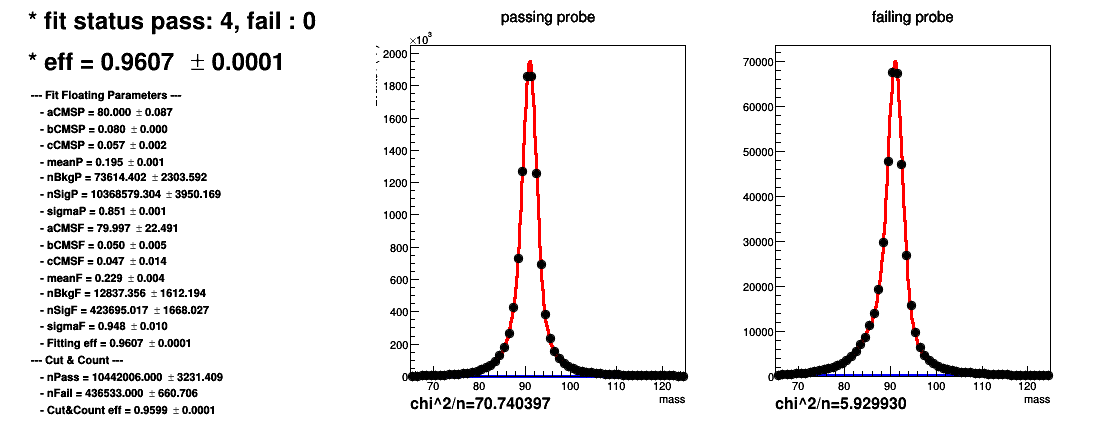 * fit status pass: 4, fail : 0
* eff = 0.9607 ± 0.0001
--- Fit Floating Parameters ---
- aCMSP = 80.000 ± 0.087
- bCMSP = 0.080 ± 0.000
- cCMSP = 0.057 ± 0.002
- meanP = 0.195 ± 0.001
- nBkgP = 73614.402 ± 2303.592
- nSigP = 10368579.304 ± 3950.169
- sigmaP = 0.851 ± 0.001
- aCMSF = 79.997 ± 22.491
- bCMSF = 0.050 ± 0.005
- cCMSF = 0.047 ± 0.014
- meanF = 0.229 ± 0.004
- nBkgF = 12837.356 ± 1612.194
- nSigF = 423695.017 ± 1668.027
- sigmaF = 0.948 ± 0.010
- Fitting eff = 0.9607 ± 0.0001
--- Cut & Count ---
- nPass = 10442006.000 ± 3231.409
- nFail = 436533.000 ± 660.706
- Cut&Count eff = 0.9599 ± 0.0001
passing probe
×10³
2000
1800
1600
1400
1200
1000
800
600
400
200
0
70 80 90 100 110 120
mass
chi^2/n=70.740397
failing probe
70000
60000
50000
40000
30000
20000
10000
0
70 80 90 100 110 120
mass
chi^2/n=5.929930